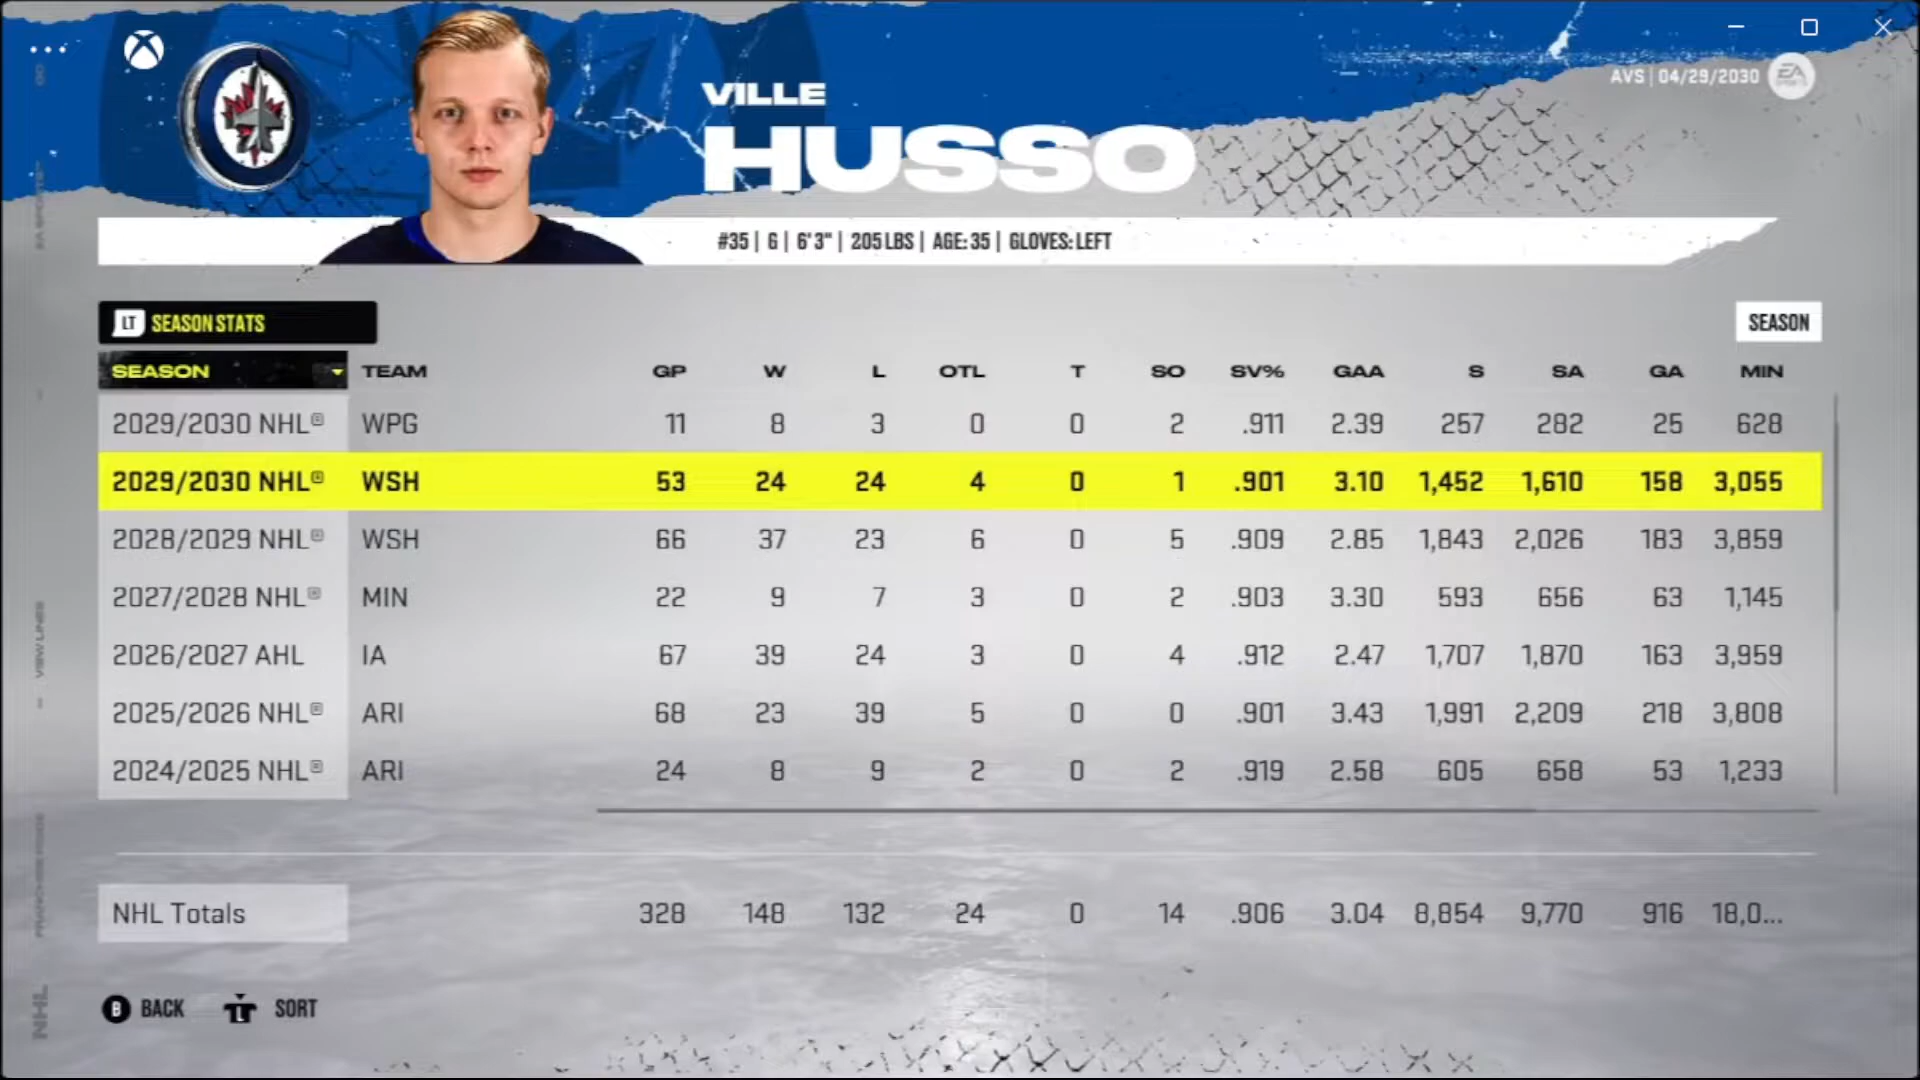 VILLE
HUSSO
AVS | 04/29/2030
#35 | G | 6'3" | 205 LBS | AGE: 35 | GLOVES: LEFT
LT SEASON STATS
SEASON
SEASON TEAM GP W L OTL T SO SV% GAA S SA GA MIN
2029/2030 NHL® WPG 11 8 3 0 0 2 .911 2.39 257 282 25 628
2029/2030 NHL® WSH 53 24 24 4 0 1 .901 3.10 1,452 1,610 158 3,055
2028/2029 NHL® WSH 66 37 23 6 0 5 .909 2.85 1,843 2,026 183 3,859
2027/2028 NHL® MIN 22 9 7 3 0 2 .903 3.30 593 656 63 1,145
2026/2027 AHL IA 67 39 24 3 0 4 .912 2.47 1,707 1,870 163 3,959
2025/2026 NHL® ARI 68 23 39 5 0 0 .901 3.43 1,991 2,209 218 3,808
2024/2025 NHL® ARI 24 8 9 2 0 2 .919 2.58 605 658 53 1,233
NHL Totals 328 148 132 24 0 14 .906 3.04 8,854 9,770 916 18,0...
B BACK L SORT
NHL